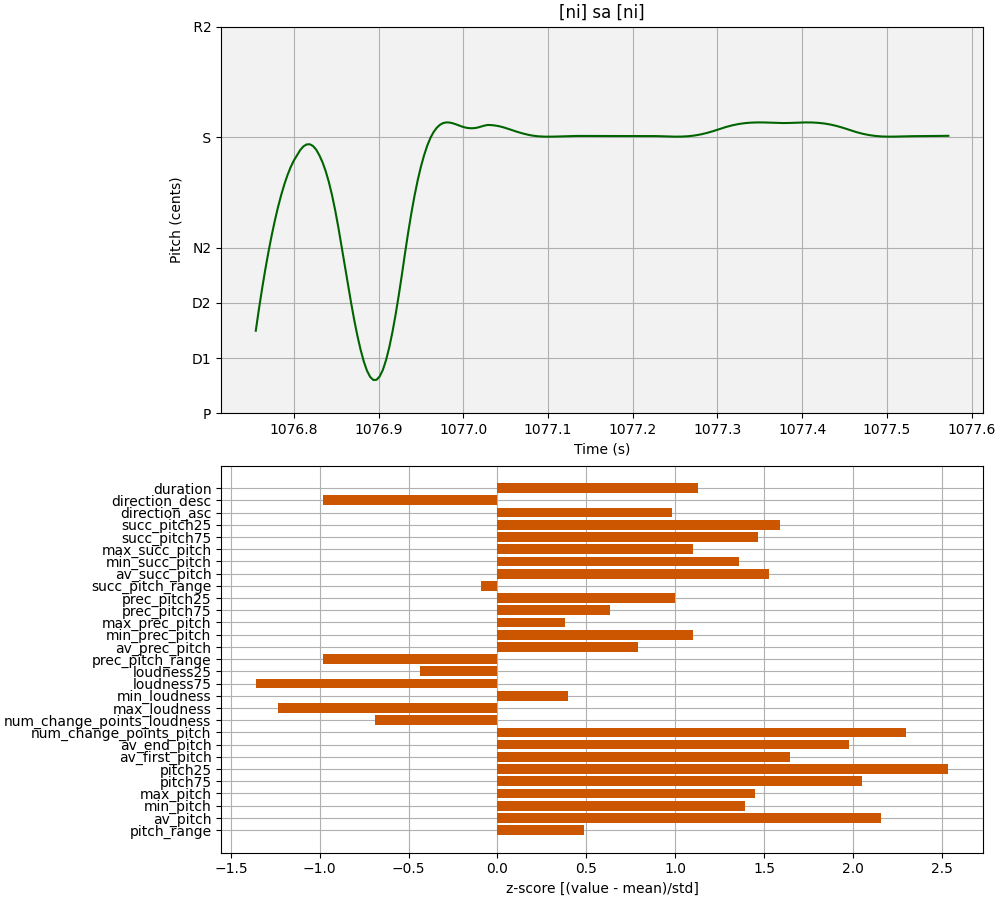 [ni] sa [ni]
R2
S
N2
D2
D1
P
Pitch (cents)
1076.8 1076.9 1077.0 1077.1 1077.2 1077.3 1077.4 1077.5 1077.6
Time (s)
duration
direction_desc
direction_asc
succ_pitch25
succ_pitch75
max_succ_pitch
min_succ_pitch
av_succ_pitch
succ_pitch_range
prec_pitch25
prec_pitch75
max_prec_pitch
min_prec_pitch
av_prec_pitch
prec_pitch_range
loudness25
loudness75
min_loudness
max_loudness
num_change_points_loudness
num_change_points_pitch
av_end_pitch
av_first_pitch
pitch25
pitch75
max_pitch
min_pitch
av_pitch
pitch_range
−1.5 −1.0 −0.5 0.0 0.5 1.0 1.5 2.0 2.5
z-score [(value - mean)/std]